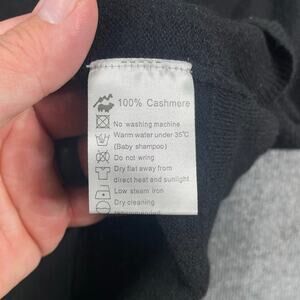 100% Cashmere
No washing machine
Warm water under 35℃
(Baby shampoo)
Do not wring
Dry flat away from
direct heat and sunlight
Low steam iron
Dry cleaning
recommended